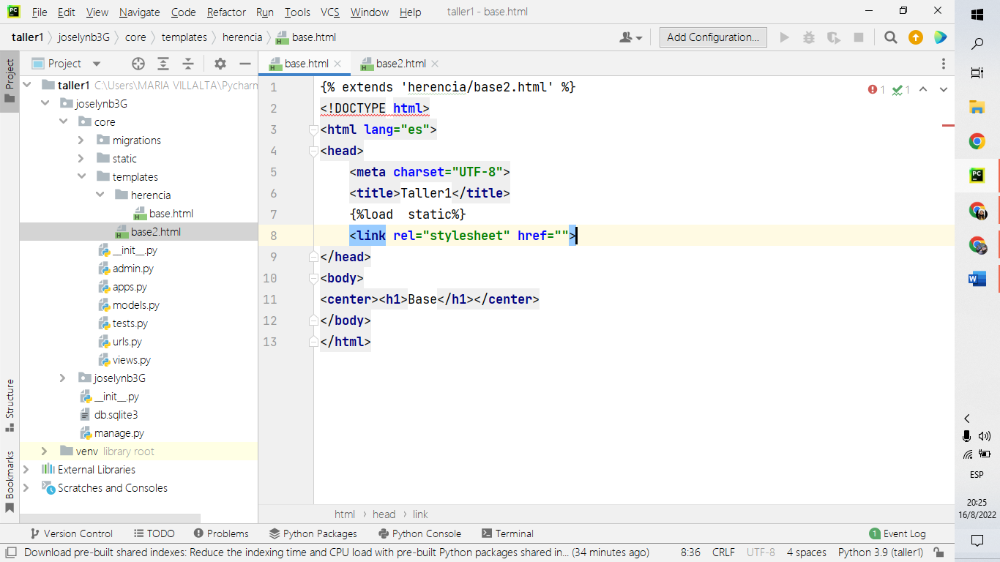 PC File Edit View Navigate Code Refactor Run Tools VCS Window Help taller1 - base.html
taller1 joselynb3G core templates herencia base.html Add Configuration...
Project base.html base2.html
Project
taller1 C:\Users\MARIA VILLALTA\Pycharm
joselynb3G
core
migrations
static
templates
herencia
base.html
base2.html
__init__.py
admin.py
apps.py
models.py
tests.py
urls.py
views.py
joselynb3G
__init__.py
db.sqlite3
manage.py
venv library root
External Libraries
Scratches and Consoles
Structure
Bookmarks
1 {% extends 'herencia/base2.html' %}
2 <!DOCTYPE html>
3 <html lang="es">
4 <head>
5 <meta charset="UTF-8">
6 <title>Taller1</title>
7 {%load  static%}
8 <link rel="stylesheet" href="">
9 </head>
10 <body>
11 <center><h1>Base</h1></center>
12 </body>
13 </html>
1 1
html head link
Version Control TODO Problems Python Packages Python Console Terminal 1 Event Log
Download pre-built shared indexes: Reduce the indexing time and CPU load with pre-built Python packages shared in... (34 minutes ago) 8:36 CRLF UTF-8 4 spaces Python 3.9 (taller1)
PC
W
ESP
20:25
16/8/2022